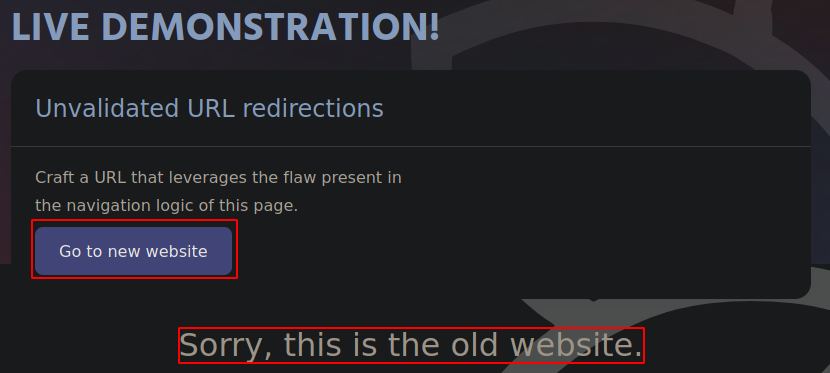 LIVE DEMONSTRATION!
Unvalidated URL redirections
Craft a URL that leverages the flaw present in
the navigation logic of this page.
Go to new website
Sorry, this is the old website.